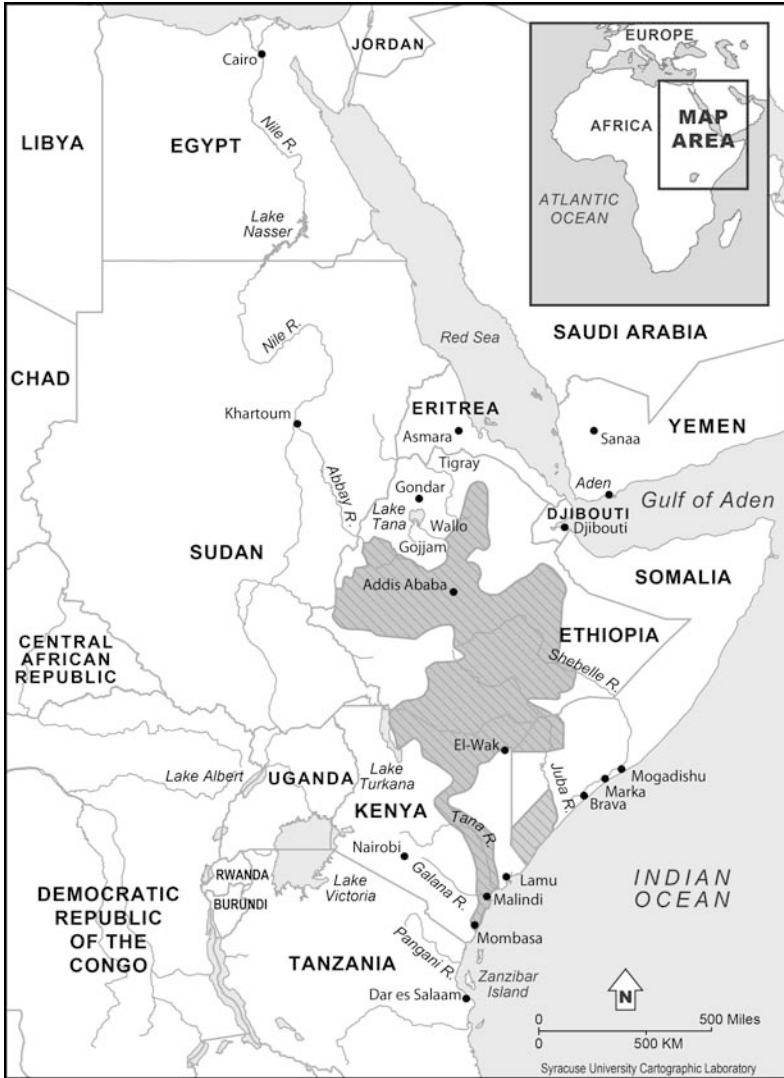 EUROPE
JORDAN
Cairo
Nile R.
LIBYA
EGYPT
AFRICA
MAP
AREA
ATLANTIC
OCEAN
Lake
Nasser
Nile R.
Red Sea
SAUDI ARABIA
CHAD
Khartoum
ERITREA
Asmara
Sanaa
YEMEN
Tigray
Abbay R.
Gondar
Lake
Tana
Wallo
Gojjam
Aden
Gulf of Aden
DJIBOUTI
Djibouti
SUDAN
Addis Ababa
SOMALIA
ETHIOPIA
Shebelle R.
CENTRAL
AFRICAN
REPUBLIC
El-Wak
Lake Albert
UGANDA
Lake
Turkana
KENYA
Juba R.
Mogadishu
Marka
Brava
Tana R.
Nairobi
Galana R.
Lamu
Malindi
Mombasa
RWANDA
BURUNDI
Lake
Victoria
INDIAN
OCEAN
DEMOCRATIC
REPUBLIC
OF THE
CONGO
TANZANIA
Pangani R.
Zanzibar
Island
Dar es Salaam
N
0 500 Miles
0 500 KM
Syracuse University Cartographic Laboratory